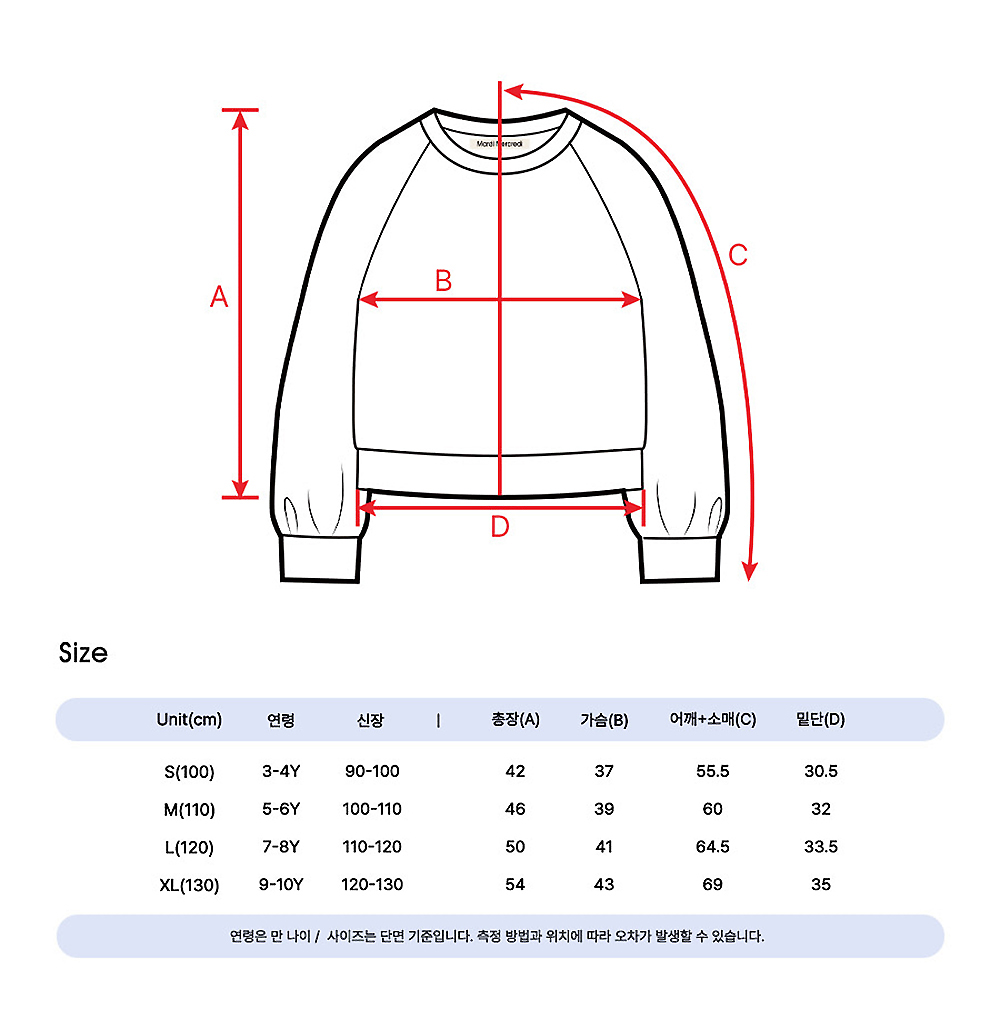 Mardi Mercredi
A
B
C
D
Size
Unit(cm) 연령 신장 | 총장(A) 가슴(B) 어깨+소매(C) 밑단(D)
S(100) 3-4Y 90-100 42 37 55.5 30.5
M(110) 5-6Y 100-110 46 39 60 32
L(120) 7-8Y 110-120 50 41 64.5 33.5
XL(130) 9-10Y 120-130 54 43 69 35
연령은 만 나이 / 사이즈는 단면 기준입니다. 측정 방법과 위치에 따라 오차가 발생할 수 있습니다.